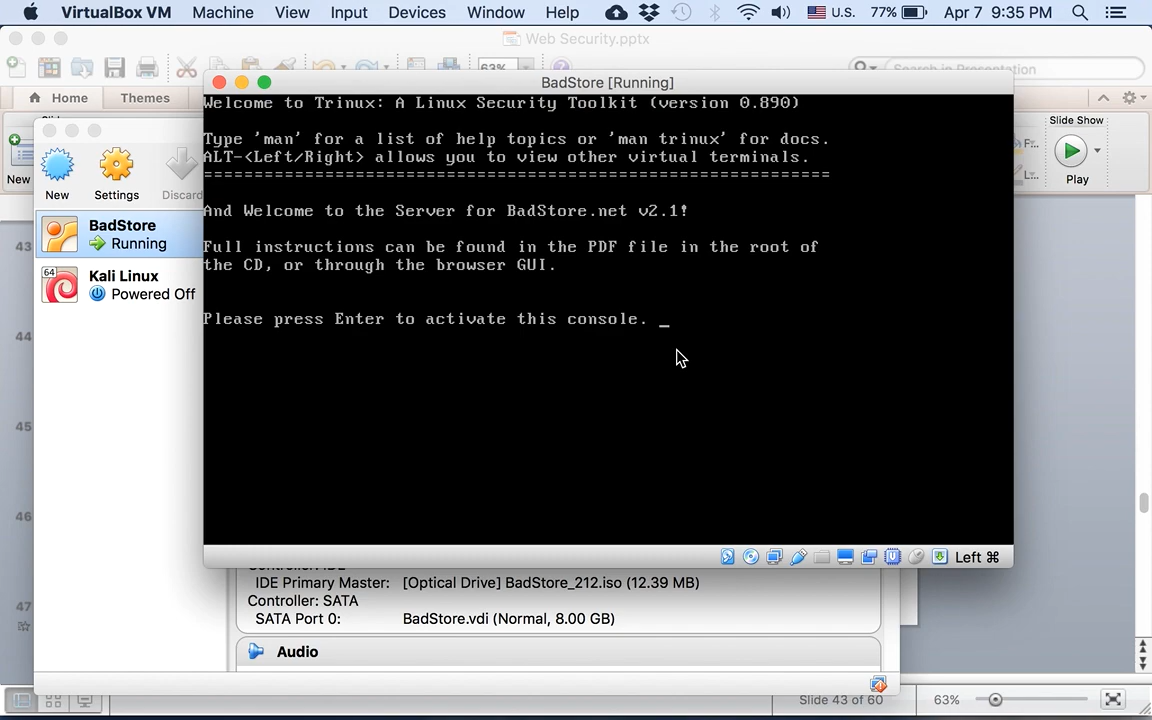 VirtualBox VM Machine View Input Devices Window Help U.S. 77% Apr 7 9:35 PM
Web Security.pptx
63% Search in Presentation
Home Themes
Slide Show
BadStore [Running]
Welcome to Trinux: A Linux Security Toolkit (version 0.890)
Type 'man' for a list of help topics or 'man trinux' for docs.
ALT-<Left/Right> allows you to view other virtual terminals.
==============================================================
And Welcome to the Server for BadStore.net v2.1!
Full instructions can be found in the PDF file in the root of
the CD, or through the browser GUI.
Please press Enter to activate this console. _
New
Play
New Settings Discard
BadStore
Running
64
Kali Linux
Powered Off
43
44
45
46
47
Left ⌘
IDE Primary Master: [Optical Drive] BadStore_212.iso (12.39 MB)
Controller: SATA
SATA Port 0: BadStore.vdi (Normal, 8.00 GB)
Audio
Slide 43 of 60 63%